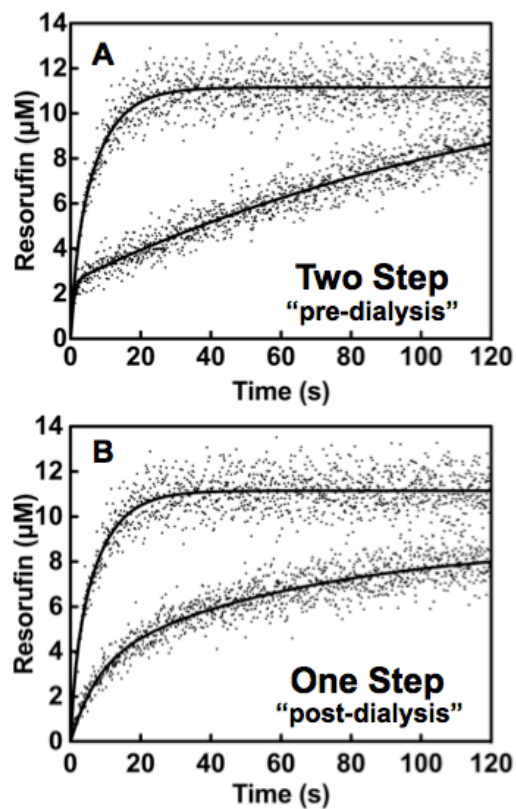 A
Resorufin (µM)
14
12
10
8
6
4
2
0
Two Step
“pre-dialysis”
0 20 40 60 80 100 120
Time (s)
B
Resorufin (µM)
14
12
10
8
6
4
2
0
One Step
“post-dialysis”
0 20 40 60 80 100 120
Time (s)